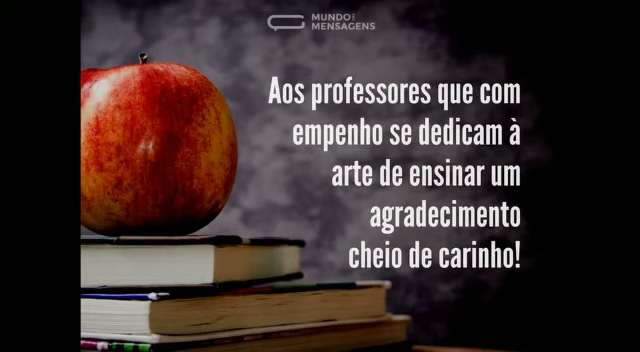 MUNDO DAS
MENSAGENS
Aos professores que com
empenho se dedicam à
arte de ensinar um
agradecimento
cheio de carinho!